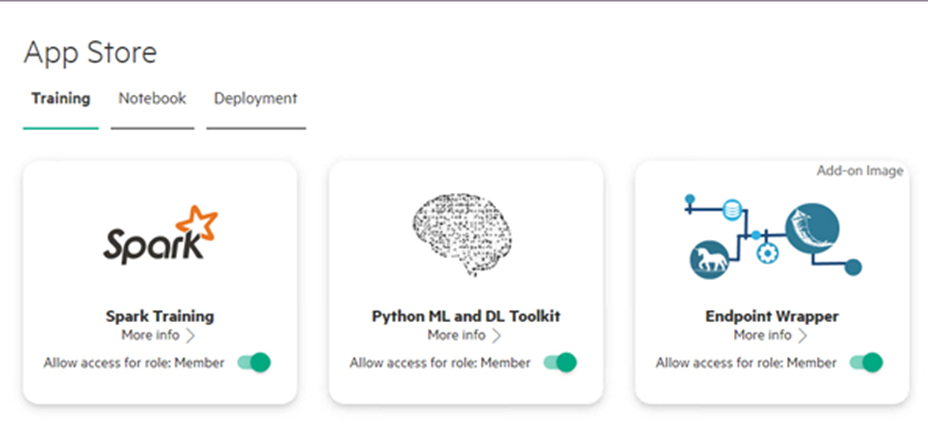 App Store
Training Notebook Deployment
Add-on Image
Spark
Spark Training
More info
Allow access for role: Member
Python ML and DL Toolkit
More info
Allow access for role: Member
Endpoint Wrapper
More info
Allow access for role: Member